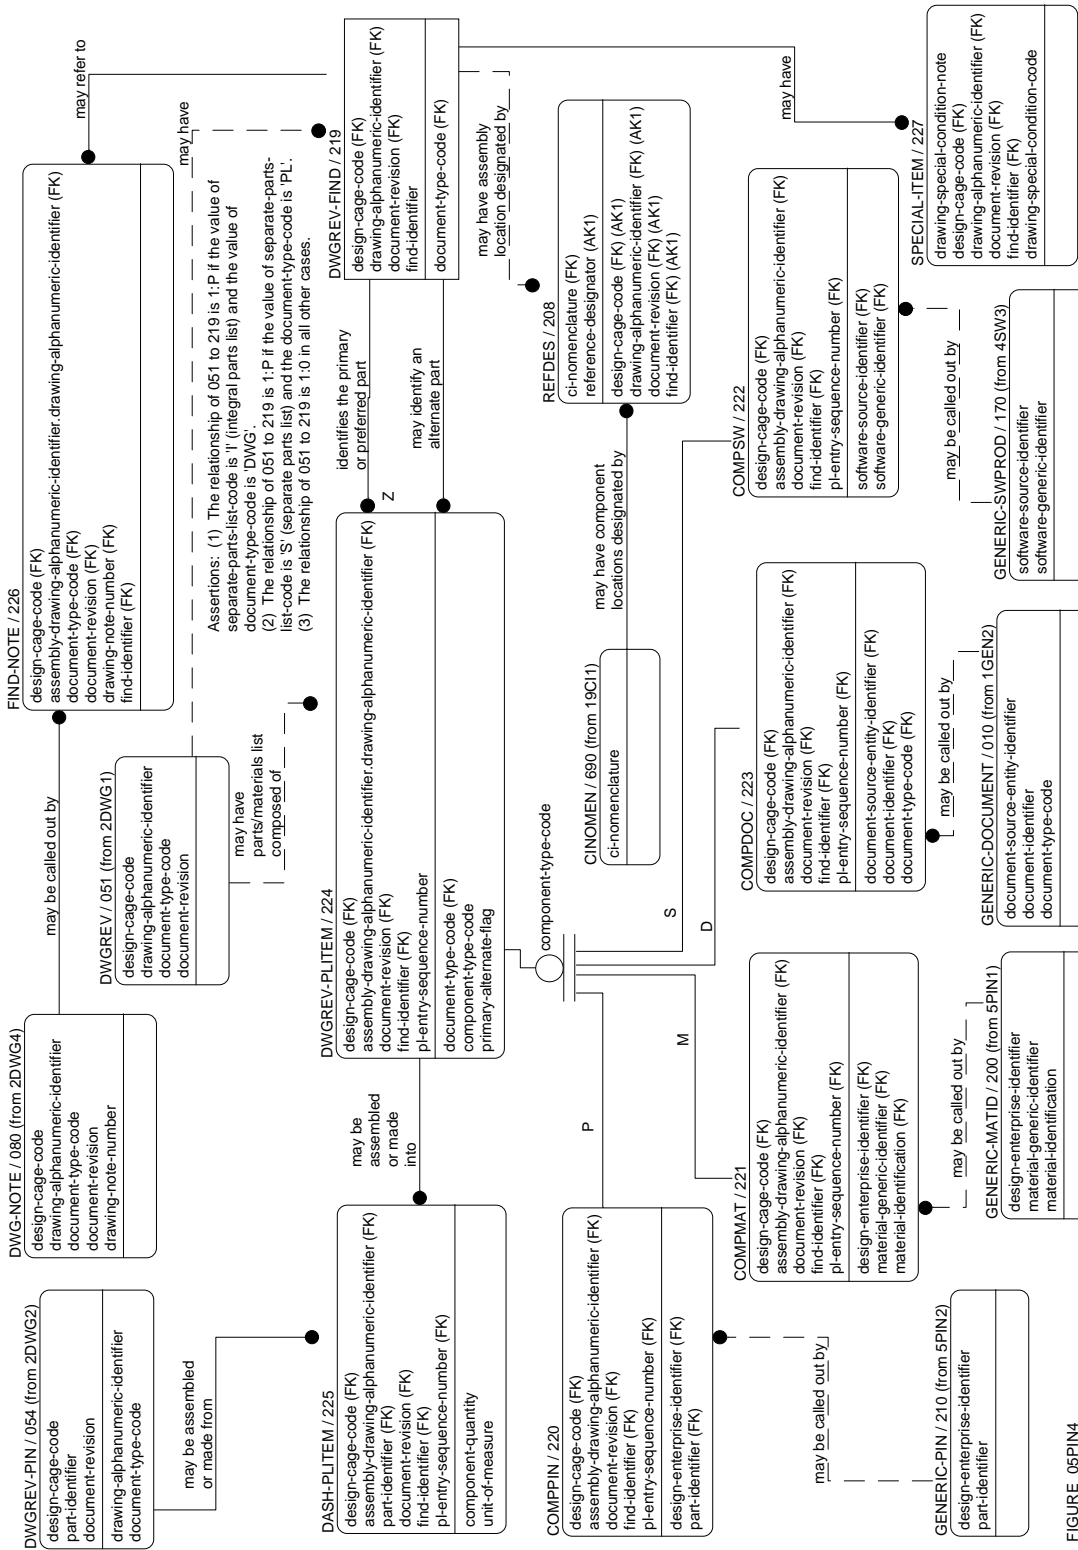 DWGREV-PIN / 054 (from 2DWG2)
design-cage-code
part-identifier
document-revision
drawing-alphanumeric-identifier
document-type-code
may be assembled
or made from
DWG-NOTE / 080 (from 2DWG4)
design-cage-code
drawing-alphanumeric-identifier
document-type-code
document-revision
drawing-note-number
may be called out by
FIND-NOTE / 226
design-cage-code (FK)
assembly-drawing-alphanumeric-identifier.drawing-alphanumeric-identifier (FK)
document-type-code (FK)
document-revision (FK)
drawing-note-number (FK)
find-identifier (FK)
may refer to
DWGREV / 051 (from 2DWG1)
design-cage-code
drawing-alphanumeric-identifier
document-type-code
document-revision
may have
may have
parts/materials list
composed of
Assertions: (1) The relationship of 051 to 219 is 1:P if the value of
separate-parts-list-code is 'I' (integral parts list) and the value of
document-type-code is 'DWG'.
(2) The relationship of 051 to 219 is 1:P if the value of separate-parts-
list-code is 'S' (separate parts list) and the document-type-code is 'PL'.
(3) The relationship of 051 to 219 is 1:0 in all other cases.
DASH-PLITEM / 225
design-cage-code (FK)
assembly-drawing-alphanumeric-identifier (FK)
part-identifier (FK)
document-revision (FK)
find-identifier (FK)
pl-entry-sequence-number (FK)
component-quantity
unit-of-measure
may be
assembled
or made
into
DWGREV-PLITEM / 224
design-cage-code (FK)
assembly-drawing-alphanumeric-identifier.drawing-alphanumeric-identifier (FK)
document-revision (FK)
find-identifier (FK)
pl-entry-sequence-number
document-type-code (FK)
component-type-code
primary-alternate-flag
identifies the primary
or preferred part
Z
may identify an
alternate part
DWGREV-FIND / 219
design-cage-code (FK)
drawing-alphanumeric-identifier (FK)
document-revision (FK)
find-identifier
document-type-code (FK)
may have assembly
location designated by
may have
component-type-code
P
M
D
S
CINOMEN / 690 (from 19CI1)
ci-nomenclature
may have component
locations designated by
REFDES / 208
ci-nomenclature (FK)
reference-designator (AK1)
design-cage-code (FK) (AK1)
drawing-alphanumeric-identifier (FK) (AK1)
document-revision (FK) (AK1)
find-identifier (FK) (AK1)
COMPPIN / 220
design-cage-code (FK)
assembly-drawing-alphanumeric-identifier (FK)
document-revision (FK)
find-identifier (FK)
pl-entry-sequence-number (FK)
design-enterprise-identifier (FK)
part-identifier (FK)
may be called out by
GENERIC-PIN / 210 (from 5PIN2)
design-enterprise-identifier
part-identifier
COMPMAT / 221
design-cage-code (FK)
assembly-drawing-alphanumeric-identifier (FK)
document-revision (FK)
find-identifier (FK)
pl-entry-sequence-number (FK)
design-enterprise-identifier (FK)
material-generic-identifier (FK)
material-identification (FK)
may be called out by
GENERIC-MATID / 200 (from 5PIN1)
design-enterprise-identifier
material-generic-identifier
material-identification
COMPDOC / 223
design-cage-code (FK)
assembly-drawing-alphanumeric-identifier (FK)
document-revision (FK)
find-identifier (FK)
pl-entry-sequence-number (FK)
document-source-entity-identifier (FK)
document-identifier (FK)
document-type-code (FK)
may be called out by
GENERIC-DOCUMENT / 010 (from 1GEN2)
document-source-entity-identifier
document-identifier
document-type-code
COMPSW / 222
design-cage-code (FK)
assembly-drawing-alphanumeric-identifier (FK)
document-revision (FK)
find-identifier (FK)
pl-entry-sequence-number (FK)
software-source-identifier (FK)
software-generic-identifier (FK)
may be called out by
GENERIC-SWPROD / 170 (from 4SW3)
software-source-identifier
software-generic-identifier
SPECIAL-ITEM / 227
drawing-special-condition-note
design-cage-code (FK)
drawing-alphanumeric-identifier (FK)
document-revision (FK)
find-identifier (FK)
drawing-special-condition-code
FIGURE 05PIN4